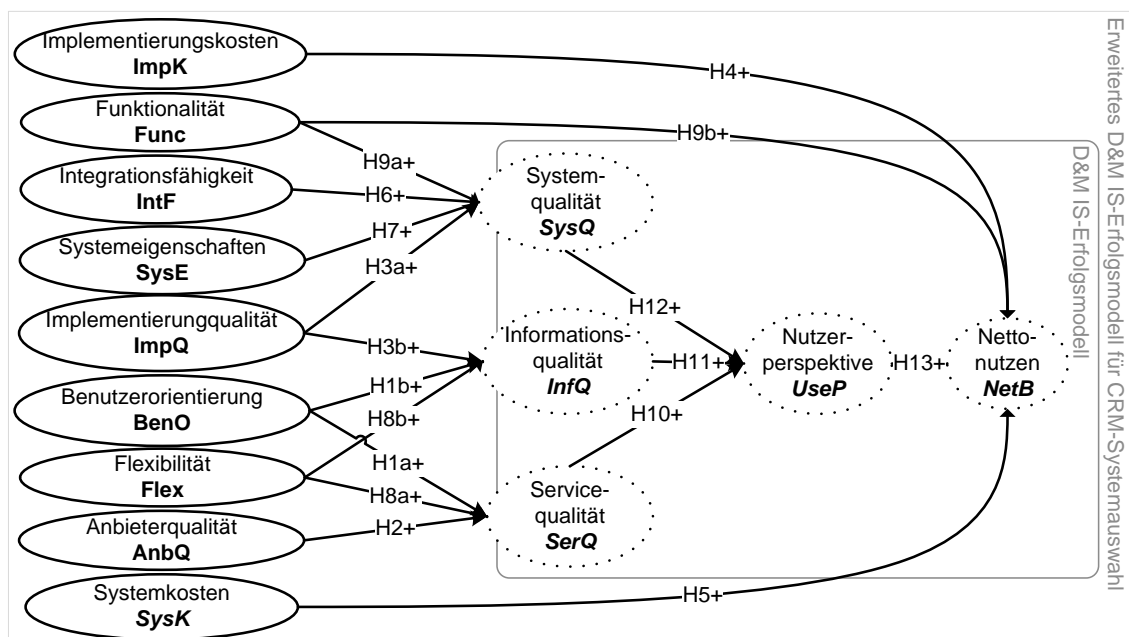 Implementierungskosten
ImpK
Funktionalität
Func
Integrationsfähigkeit
IntF
Systemeigenschaften
SysE
Implementierungqualität
ImpQ
Benutzerorientierung
BenO
Flexibilität
Flex
Anbieterqualität
AnbQ
Systemkosten
SysK
H4+
H9b+
H9a+
H6+
H7+
H3a+
H3b+
H1b+
H8b+
H1a+
H8a+
H2+
H5+
System-
qualität
SysQ
Informations-
qualität
InfQ
Service-
qualität
SerQ
H12+
H11+
H10+
Nutzer-
perspektive
UseP
H13+
Netto-
nutzen
NetB
D&M IS-Erfolgsmodell
Erweitertes D&M IS-Erfolgsmodell für CRM-Systemauswahl